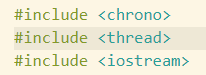 #include <chrono>
#include <thread>
#include <iostream>